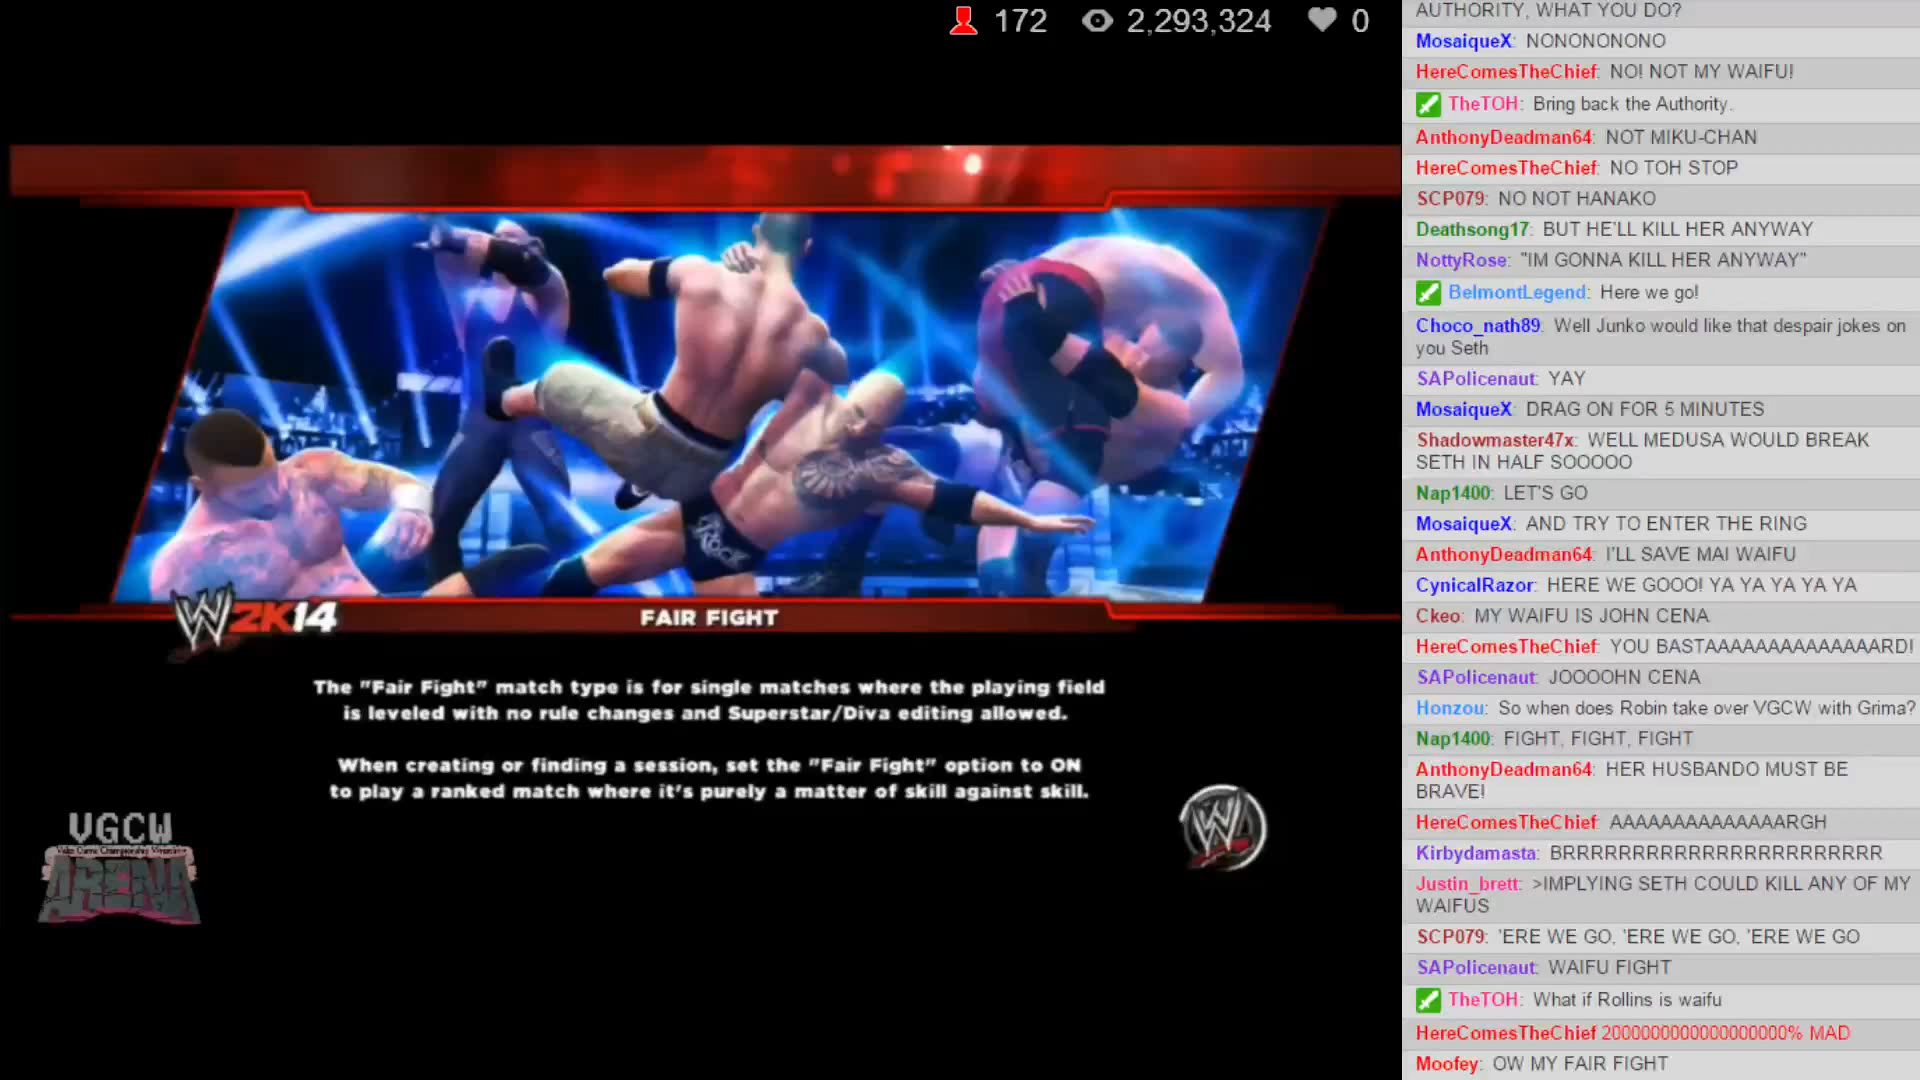 172 2,293,324 0
ROCK
W 2K14
FAIR FIGHT
The "Fair Fight" match type is for single matches where the playing field
is leveled with no rule changes and Superstar/Diva editing allowed.
When creating or finding a session, set the "Fair Fight" option to ON
to play a ranked match where it's purely a matter of skill against skill.
VGCW
ARENA
AUTHORITY, WHAT YOU DO?
MosaiqueX: NONONONONO
HereComesTheChief: NO! NOT MY WAIFU!
TheTOH: Bring back the Authority.
AnthonyDeadman64: NOT MIKU-CHAN
HereComesTheChief: NO TOH STOP
SCP079: NO NOT HANAKO
Deathsong17: BUT HE'LL KILL HER ANYWAY
NottyRose: "IM GONNA KILL HER ANYWAY"
BelmontLegend: Here we go!
Choco_nath89: Well Junko would like that despair jokes on
you Seth
SAPolicenaut: YAY
MosaiqueX: DRAG ON FOR 5 MINUTES
Shadowmaster47x: WELL MEDUSA WOULD BREAK
SETH IN HALF SOOOOO
Nap1400: LET'S GO
MosaiqueX: AND TRY TO ENTER THE RING
AnthonyDeadman64: I'LL SAVE MAI WAIFU
CynicalRazor: HERE WE GOOO! YA YA YA YA YA
Ckeo: MY WAIFU IS JOHN CENA
HereComesTheChief: YOU BASTAAAAAAAAAAAAAARD!
SAPolicenaut: JOOOOHN CENA
Honzou: So when does Robin take over VGCW with Grima?
Nap1400: FIGHT, FIGHT, FIGHT
AnthonyDeadman64: HER HUSBANDO MUST BE
BRAVE!
HereComesTheChief: AAAAAAAAAAAAAARGH
Kirbydamasta: BRRRRRRRRRRRRRRRRRRRRRRR
Justin_brett: >IMPLYING SETH COULD KILL ANY OF MY
WAIFUS
SCP079: 'ERE WE GO, 'ERE WE GO, 'ERE WE GO
SAPolicenaut: WAIFU FIGHT
TheTOH: What if Rollins is waifu
HereComesTheChief 2000000000000000000% MAD
Moofey: OW MY FAIR FIGHT